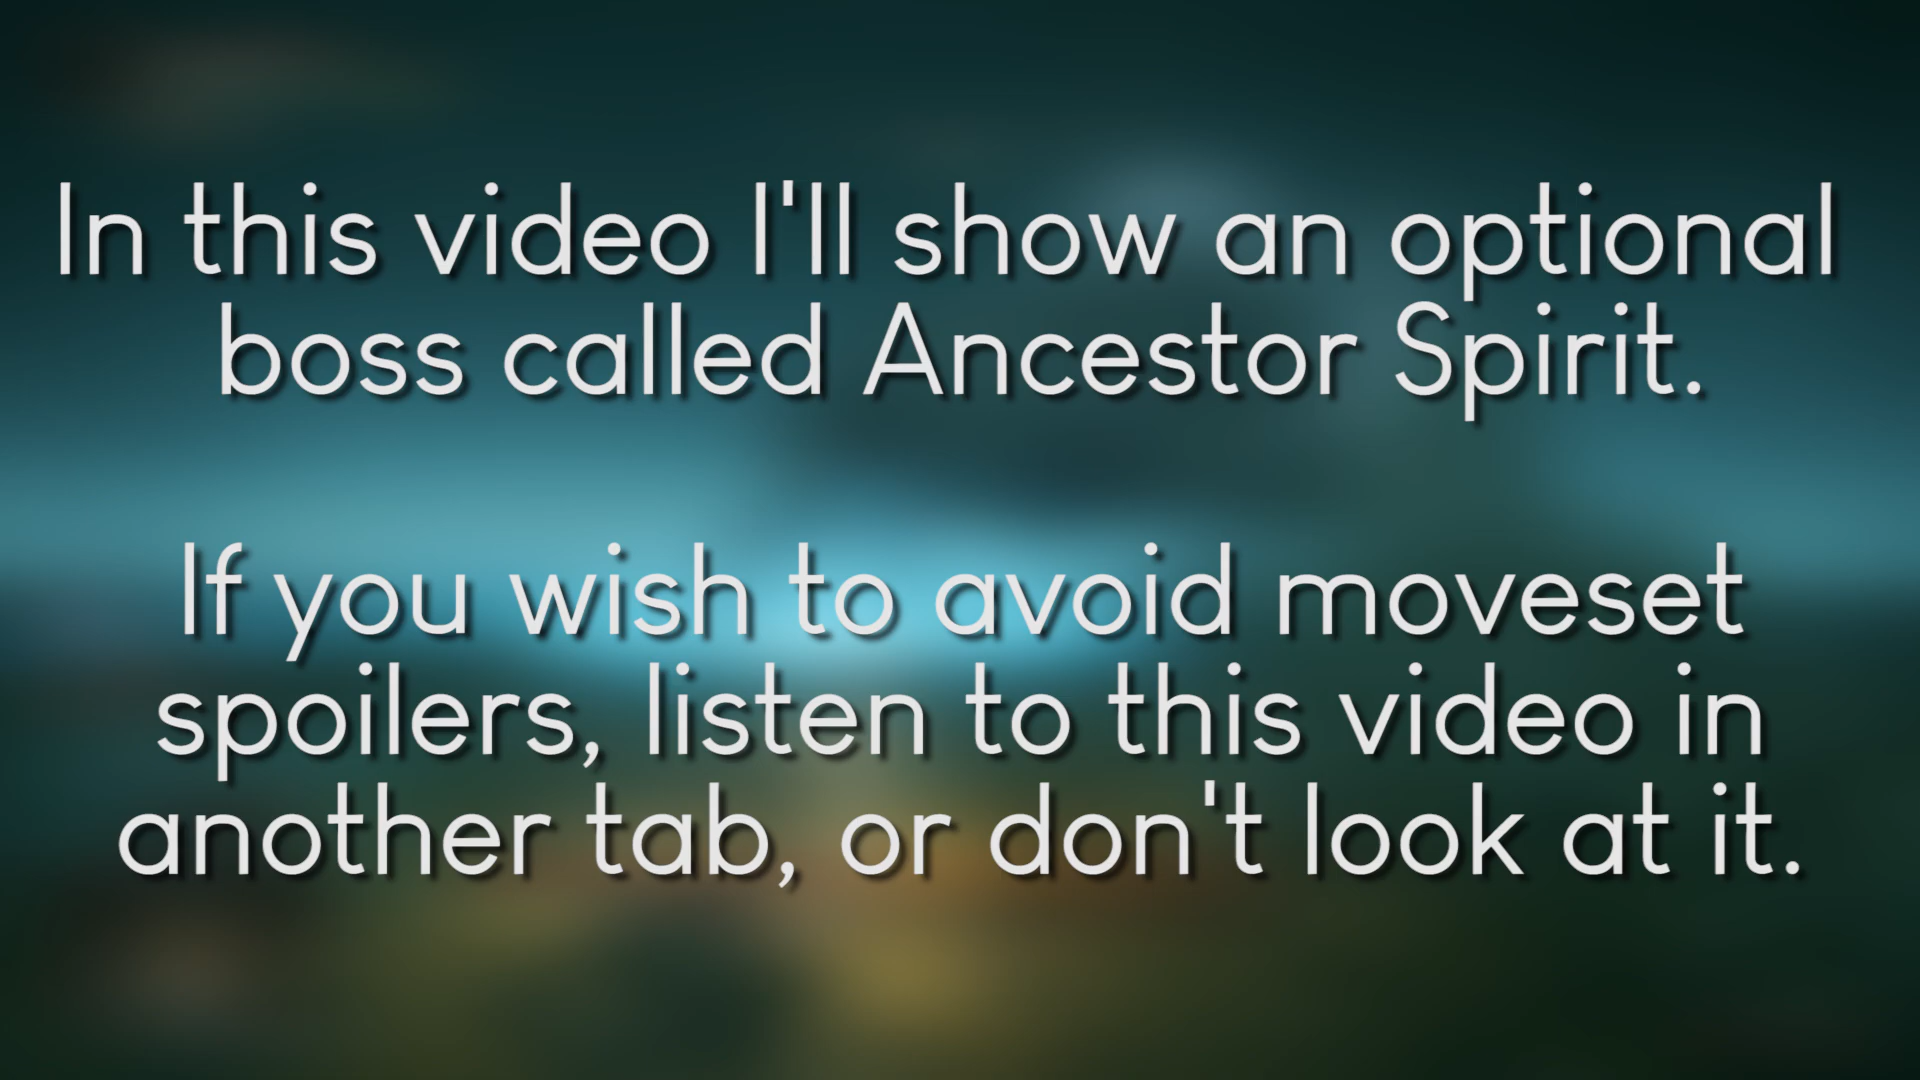 In this video I'll show an optional
boss called Ancestor Spirit.
If you wish to avoid moveset
spoilers, listen to this video in
another tab, or don't look at it.